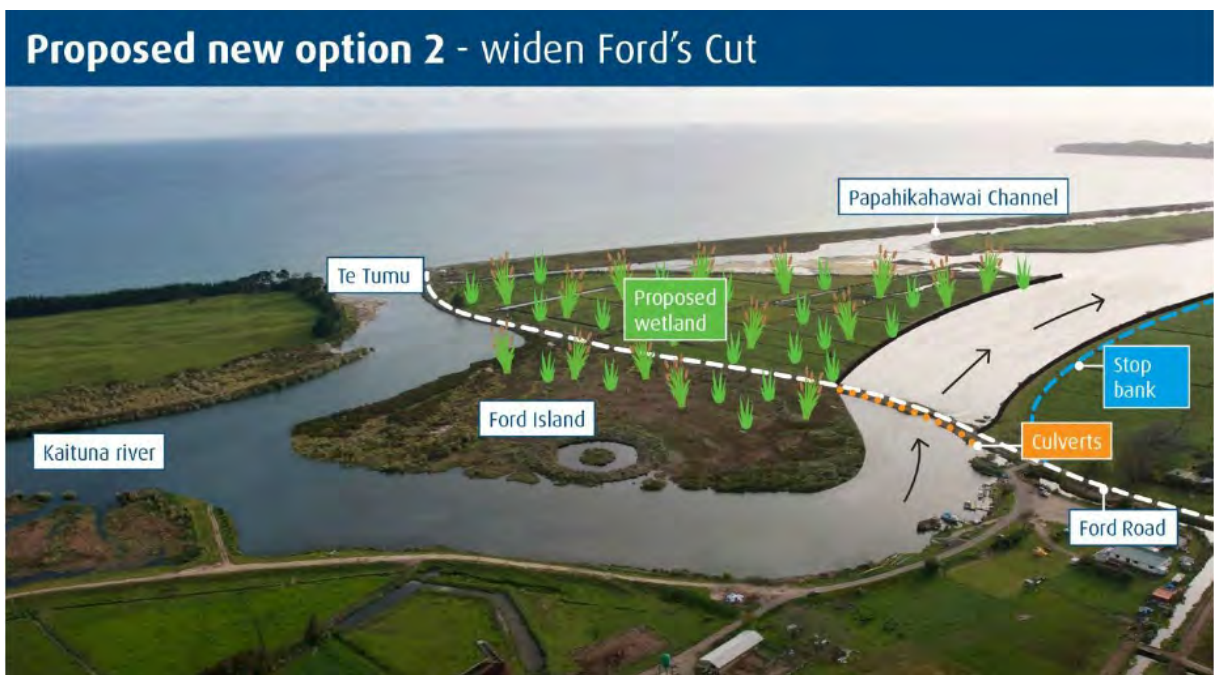 Proposed new option 2 - widen Ford's Cut
Papahikahawai Channel
Te Tumu
Proposed
wetland
Stop
bank
Ford Island
Culverts
Kaituna river
Ford Road